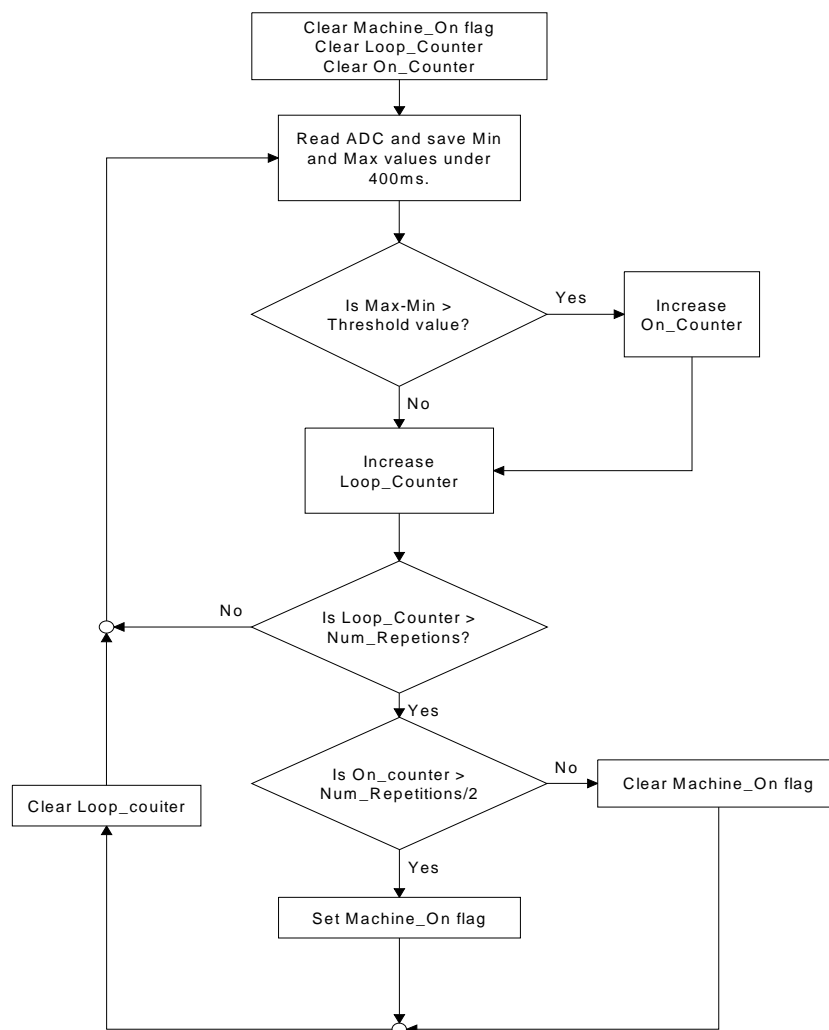 Clear Machine_On flag
Clear Loop_Counter
Clear On_Counter
Read ADC and save Min
and Max values under
400ms.
Is Max-Min >
Threshold value?
Yes
Increase
On_Counter
No
Increase
Loop_Counter
No
Is Loop_Counter >
Num_Repetions?
Yes
Is On_counter >
Num_Repetitions/2
No
Clear Machine_On flag
Clear Loop_couiter
Yes
Set Machine_On flag